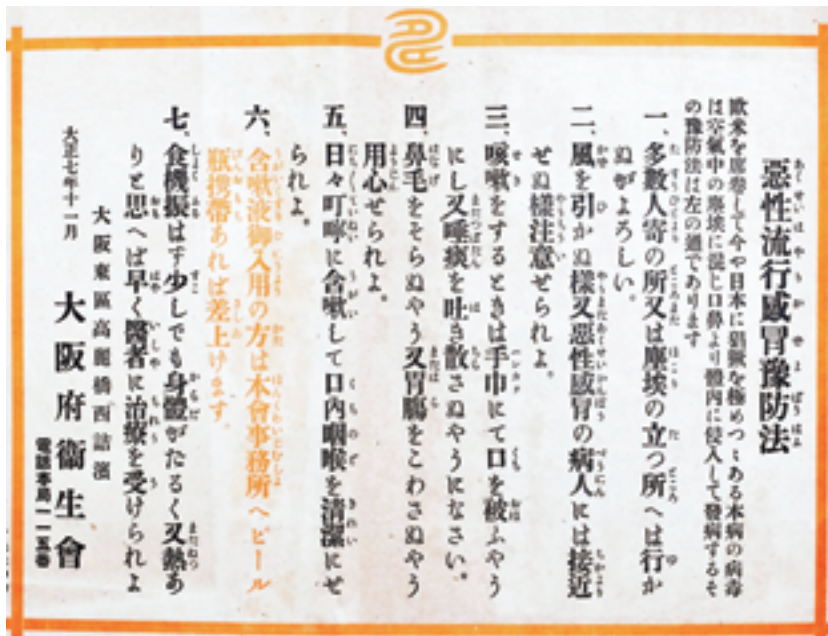 惡性流行感冒豫防法
歐米を席卷して今や日本に猖獗を極めつゝある本病の病毒
は空氣中の塵埃に混じ口鼻より體内に侵入して發病するそ
の豫防法は左の通であります
一、多數人寄の所又は塵埃の立つ所へは行か
ぬがよろしい。
二、風を引かぬ樣又惡性感冒の病人には接近
せぬ樣注意せられよ。
三、咳嗽をするときは手巾にて口を被ふやう
にし又唾痰を吐き散さぬやうになさい。
四、鼻毛をそらぬやう又胃腸をこわさぬやう
用心せられよ。
五、日々叮嚀に含嗽して口内咽喉を清潔にせ
られよ。
六、含嗽液御入用の方は本會事務所へビール
瓶携帶あれば差上けます。
七、食機振はす少しでも身體がたるく又熱あ
りと思へば早く醫者に治療を受けられよ
大正七年十一月
大阪東區高麗橋西詰濱
大阪府衞生會
電話本局一一五番